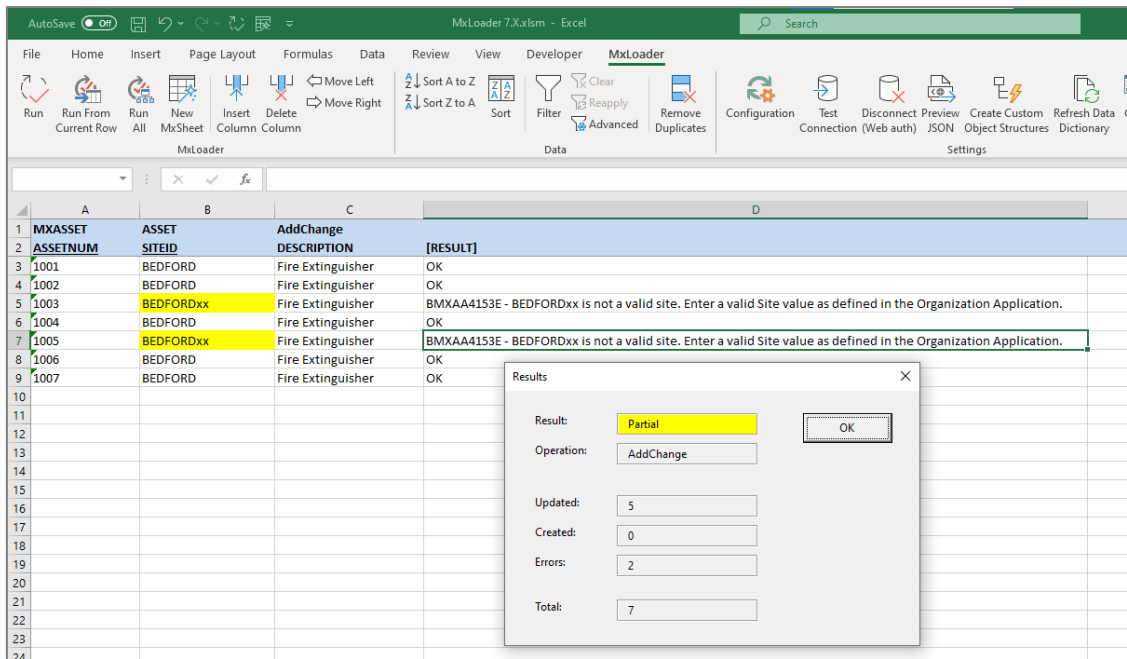 AutoSave Off MxLoader 7.X.xlsm - Excel Search
File Home Insert Page Layout Formulas Data Review View Developer MxLoader
Run
Run From Current Row
Run All
New MxSheet
Insert Column
Delete Column
Move Left
Move Right
MxLoader
Sort A to Z
Sort Z to A
Sort
Filter
Clear
Reapply
Advanced
Remove Duplicates
Data
Configuration
Test Connection
Disconnect (Web auth)
Preview JSON
Create Custom Object Structures
Refresh Data Dictionary
Settings
fx
A B C D
1 MXASSET ASSET AddChange
2 ASSETNUM SITEID DESCRIPTION [RESULT]
3 1001 BEDFORD Fire Extinguisher OK
4 1002 BEDFORD Fire Extinguisher OK
5 1003 BEDFORDxx Fire Extinguisher BMXAA4153E - BEDFORDxx is not a valid site. Enter a valid Site value as defined in the Organization Application.
6 1004 BEDFORD Fire Extinguisher OK
7 1005 BEDFORDxx Fire Extinguisher BMXAA4153E - BEDFORDxx is not a valid site. Enter a valid Site value as defined in the Organization Application.
8 1006 BEDFORD Fire Extinguisher OK
9 1007 BEDFORD Fire Extinguisher OK
10
11
12
13
14
15
16
17
18
19
20
21
22
23
24
Results
Result: Partial
OK
Operation: AddChange
Updated: 5
Created: 0
Errors: 2
Total: 7